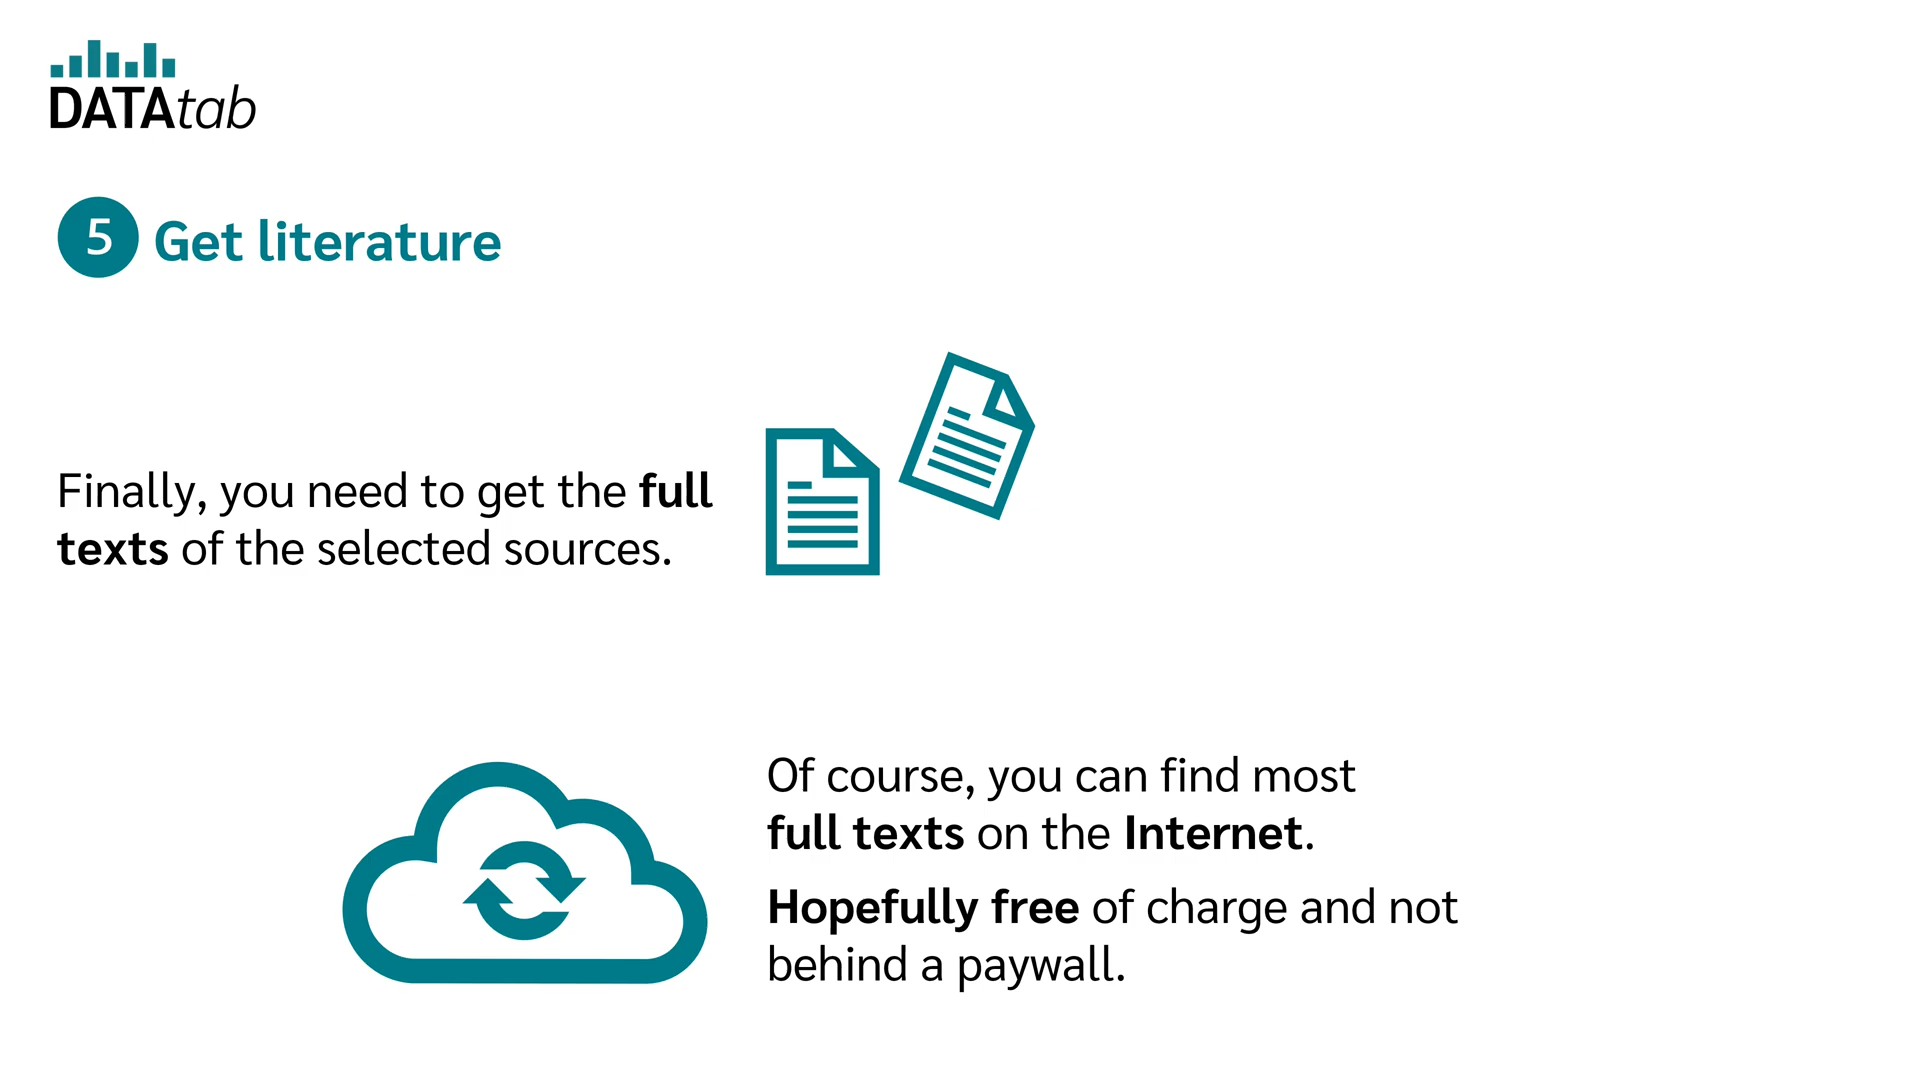 DATAtab
5 Get literature
Finally, you need to get the full
texts of the selected sources.
Of course, you can find most
full texts on the Internet.
Hopefully free of charge and not
behind a paywall.